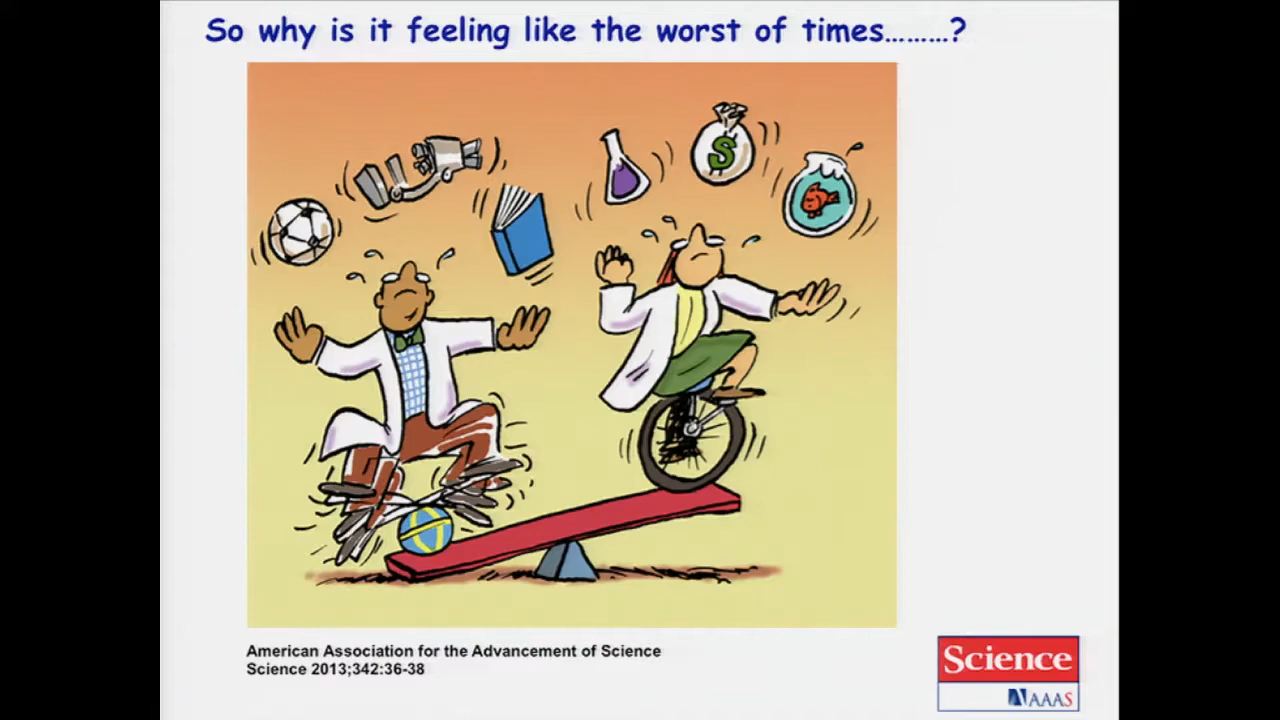 So why is it feeling like the worst of times………?
$
American Association for the Advancement of Science
Science 2013;342:36-38
Science
AAAS